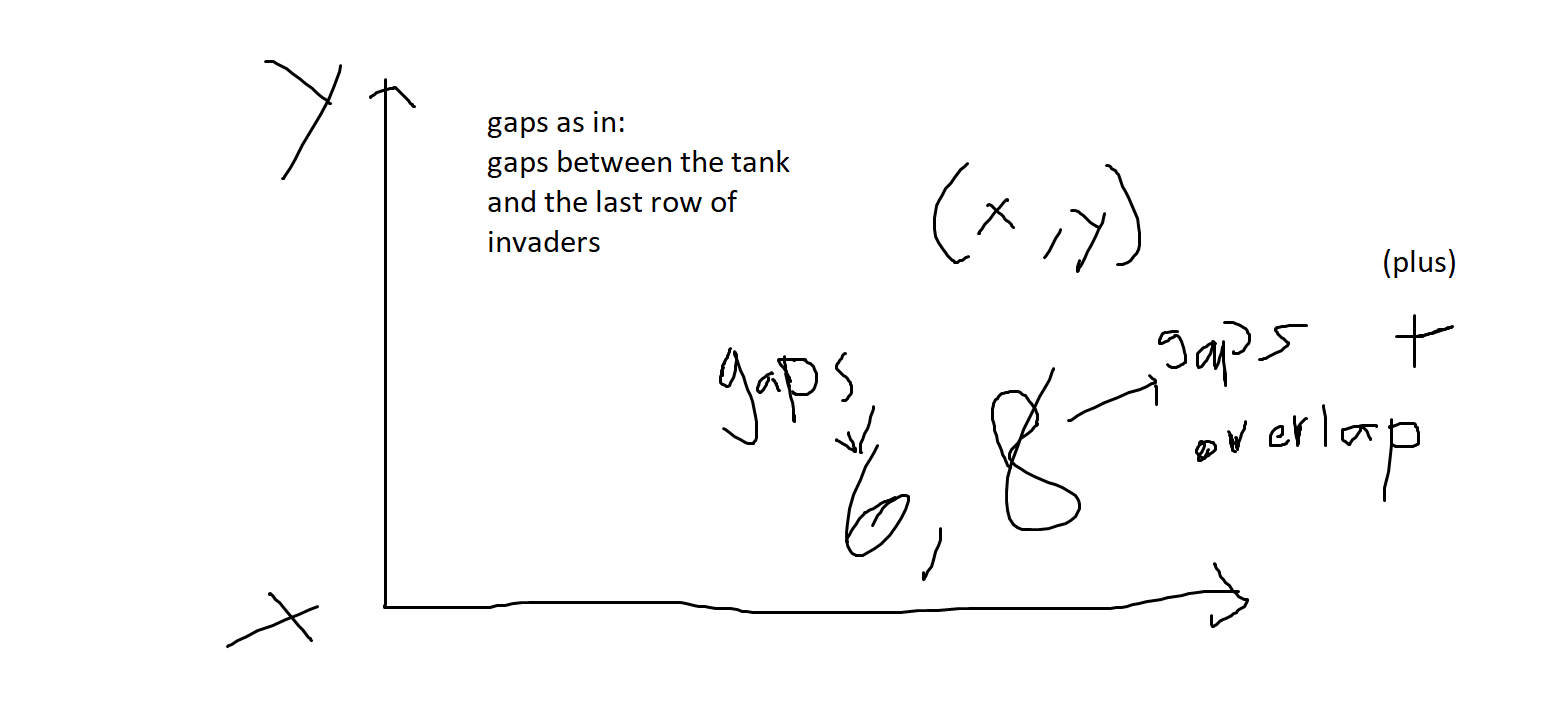 y
gaps as in:
gaps between the tank
and the last row of
invaders
(x,y)
(plus)
gaps +
overlap
gaps
6, 8
x